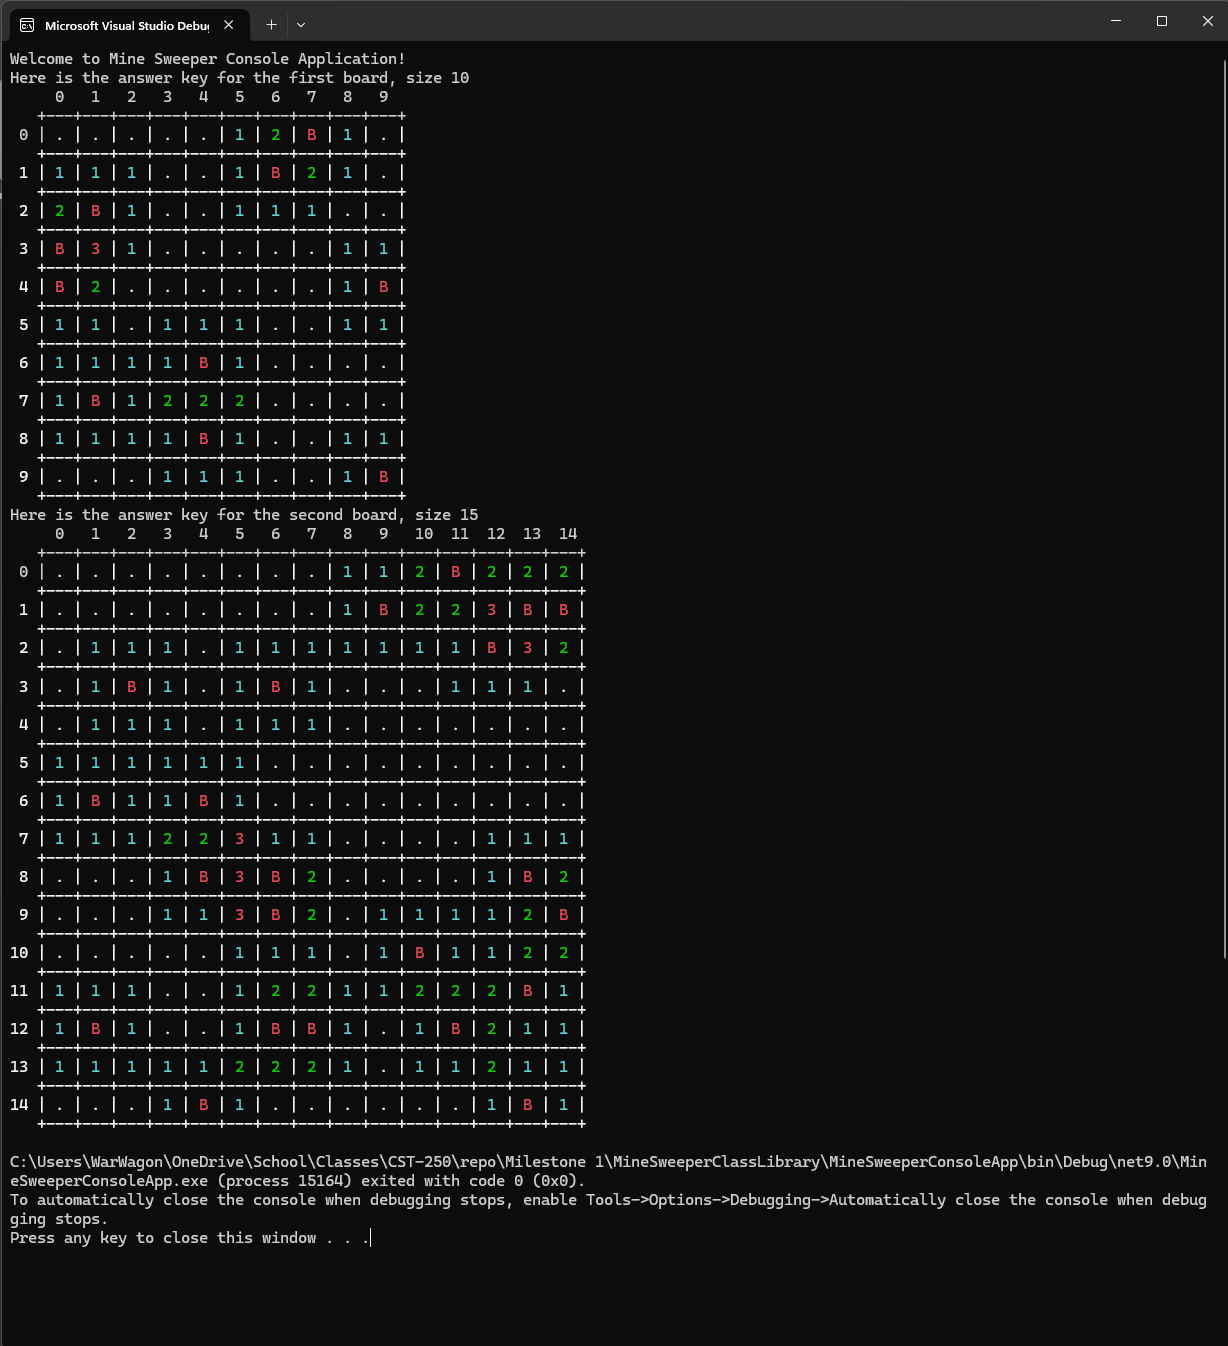 Microsoft Visual Studio Debug
Welcome to Mine Sweeper Console Application!
Here is the answer key for the first board, size 10
     0   1   2   3   4   5   6   7   8   9
   +---+---+---+---+---+---+---+---+---+---+
 0 | . | . | . | . | . | 1 | 2 | B | 1 | . |
   +---+---+---+---+---+---+---+---+---+---+
 1 | 1 | 1 | 1 | . | . | 1 | B | 2 | 1 | . |
   +---+---+---+---+---+---+---+---+---+---+
 2 | 2 | B | 1 | . | . | 1 | 1 | 1 | . | . |
   +---+---+---+---+---+---+---+---+---+---+
 3 | B | 3 | 1 | . | . | . | . | . | 1 | 1 |
   +---+---+---+---+---+---+---+---+---+---+
 4 | B | 2 | . | . | . | . | . | . | 1 | B |
   +---+---+---+---+---+---+---+---+---+---+
 5 | 1 | 1 | . | 1 | 1 | 1 | . | . | 1 | 1 |
   +---+---+---+---+---+---+---+---+---+---+
 6 | 1 | 1 | 1 | 1 | B | 1 | . | . | . | . |
   +---+---+---+---+---+---+---+---+---+---+
 7 | 1 | B | 1 | 2 | 2 | 2 | . | . | . | . |
   +---+---+---+---+---+---+---+---+---+---+
 8 | 1 | 1 | 1 | 1 | B | 1 | . | . | 1 | 1 |
   +---+---+---+---+---+---+---+---+---+---+
 9 | . | . | . | 1 | 1 | 1 | . | . | 1 | B |
   +---+---+---+---+---+---+---+---+---+---+
Here is the answer key for the second board, size 15
     0   1   2   3   4   5   6   7   8   9   10  11  12  13  14
   +---+---+---+---+---+---+---+---+---+---+---+---+---+---+---+
 0 | . | . | . | . | . | . | . | . | 1 | 1 | 2 | B | 2 | 2 | 2 |
   +---+---+---+---+---+---+---+---+---+---+---+---+---+---+---+
 1 | . | . | . | . | . | . | . | . | 1 | B | 2 | 2 | 3 | B | B |
   +---+---+---+---+---+---+---+---+---+---+---+---+---+---+---+
 2 | . | 1 | 1 | 1 | . | 1 | 1 | 1 | 1 | 1 | 1 | 1 | B | 3 | 2 |
   +---+---+---+---+---+---+---+---+---+---+---+---+---+---+---+
 3 | . | 1 | B | 1 | . | 1 | B | 1 | . | . | . | 1 | 1 | 1 | . |
   +---+---+---+---+---+---+---+---+---+---+---+---+---+---+---+
 4 | . | 1 | 1 | 1 | . | 1 | 1 | 1 | . | . | . | . | . | . | . |
   +---+---+---+---+---+---+---+---+---+---+---+---+---+---+---+
 5 | 1 | 1 | 1 | 1 | 1 | 1 | . | . | . | . | . | . | . | . | . |
   +---+---+---+---+---+---+---+---+---+---+---+---+---+---+---+
 6 | 1 | B | 1 | 1 | B | 1 | . | . | . | . | . | . | . | . | . |
   +---+---+---+---+---+---+---+---+---+---+---+---+---+---+---+
 7 | 1 | 1 | 1 | 2 | 2 | 3 | 1 | 1 | . | . | . | . | 1 | 1 | 1 |
   +---+---+---+---+---+---+---+---+---+---+---+---+---+---+---+
 8 | . | . | . | 1 | B | 3 | B | 2 | . | . | . | . | 1 | B | 2 |
   +---+---+---+---+---+---+---+---+---+---+---+---+---+---+---+
 9 | . | . | . | 1 | 1 | 3 | B | 2 | . | 1 | 1 | 1 | 1 | 2 | B |
   +---+---+---+---+---+---+---+---+---+---+---+---+---+---+---+
10 | . | . | . | . | . | 1 | 1 | 1 | . | 1 | B | 1 | 1 | 2 | 2 |
   +---+---+---+---+---+---+---+---+---+---+---+---+---+---+---+
11 | 1 | 1 | 1 | . | . | 1 | 2 | 2 | 1 | 1 | 2 | 2 | 2 | B | 1 |
   +---+---+---+---+---+---+---+---+---+---+---+---+---+---+---+
12 | 1 | B | 1 | . | . | 1 | B | B | 1 | . | 1 | B | 2 | 1 | 1 |
   +---+---+---+---+---+---+---+---+---+---+---+---+---+---+---+
13 | 1 | 1 | 1 | 1 | 1 | 2 | 2 | 2 | 1 | . | 1 | 1 | 2 | 1 | 1 |
   +---+---+---+---+---+---+---+---+---+---+---+---+---+---+---+
14 | . | . | . | 1 | B | 1 | . | . | . | . | . | . | 1 | B | 1 |
   +---+---+---+---+---+---+---+---+---+---+---+---+---+---+---+
C:\Users\WarWagon\OneDrive\School\Classes\CST-250\repo\Milestone 1\MineSweeperClassLibrary\MineSweeperConsoleApp\bin\Debug\net9.0\Min
eSweeperConsoleApp.exe (process 15164) exited with code 0 (0x0).
To automatically close the console when debugging stops, enable Tools->Options->Debugging->Automatically close the console when debug
ging stops.
Press any key to close this window . . .